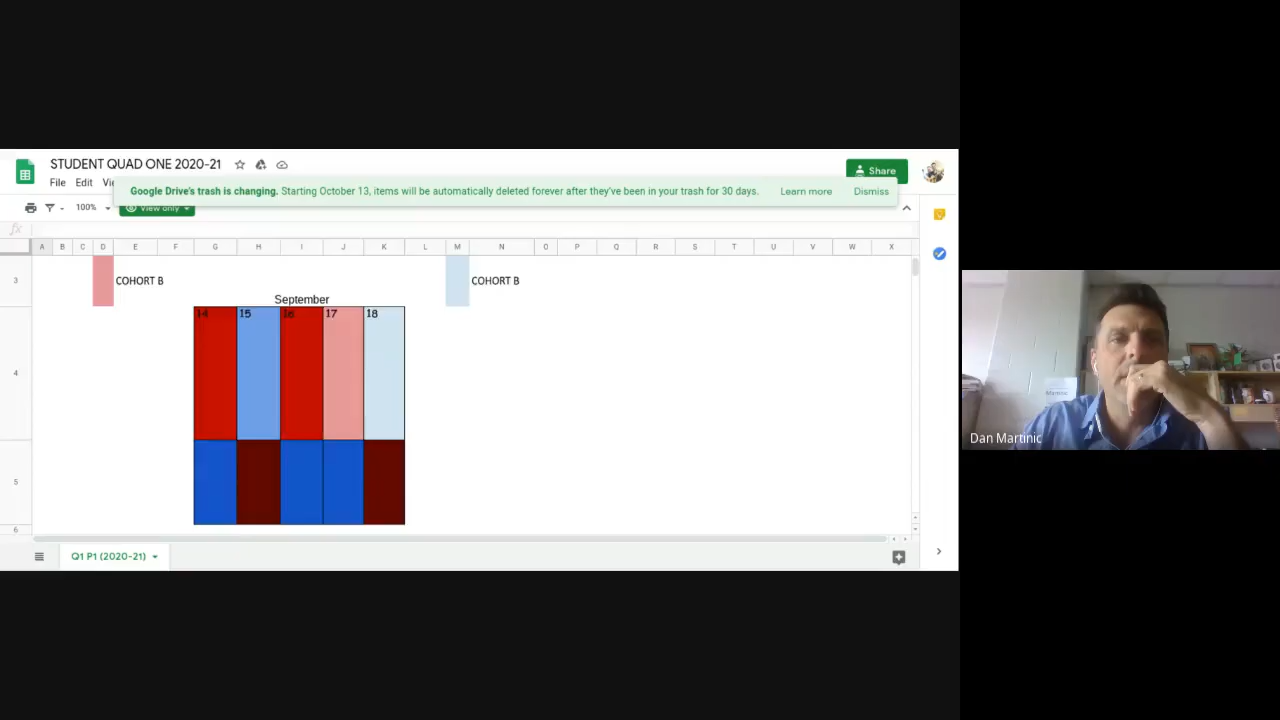 STUDENT QUAD ONE 2020-21
Share
File Edit
Google Drive's trash is changing. Starting October 13, items will be automatically deleted forever after they've been in your trash for 30 days. Learn more Dismiss
100% View only
fx
A B C D E F G H I J K L M N O P Q R S T U V W X
3 COHORT B COHORT B
September
14 15 16 17 18
4
5
6
Q1 P1 (2020-21)
Martinic
Dan Martinic